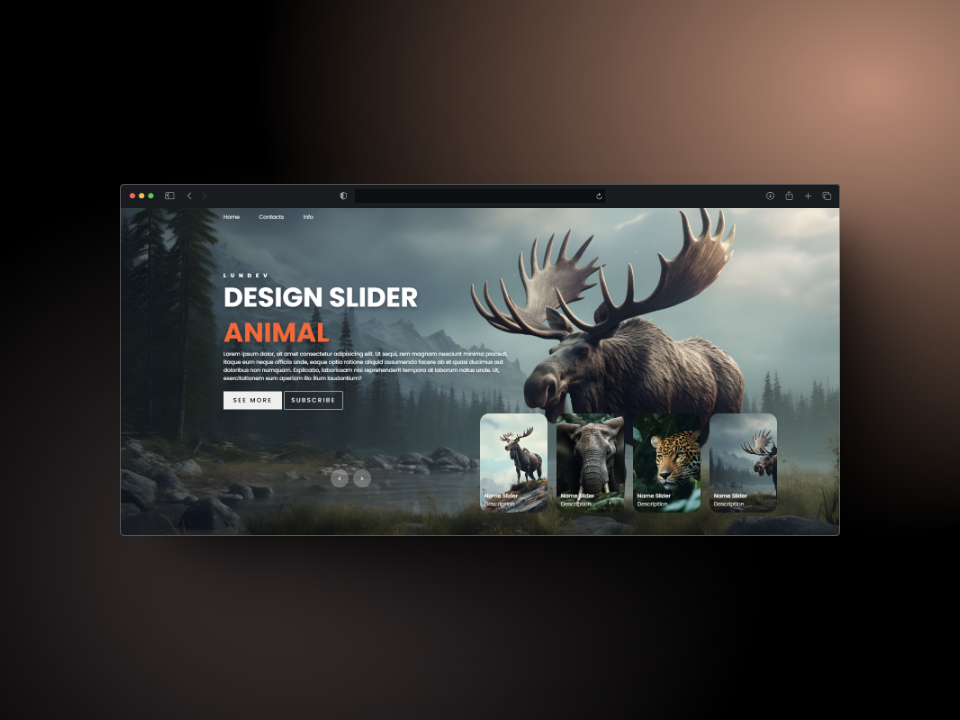 Home Contacts Info
LUNDEV
DESIGN SLIDER
ANIMAL
Lorem ipsum dolor, sit amet consectetur adipisicing elit. Ut sequi, rem magnam nesciunt minima placeat,
itaque eum neque officiis unde, eaque optio ratione aliquid assumenda facere ab et quasi ducimus aut
doloribus non numquam. Explicabo, laboriosam nisi reprehenderit tempora at laborum natus unde. Ut,
exercitationem eum aperiam illo illum laudantium?
SEE MORE SUBSCRIBE
Name Slider Name Slider Name Slider Name Slider
Description Description Description Description